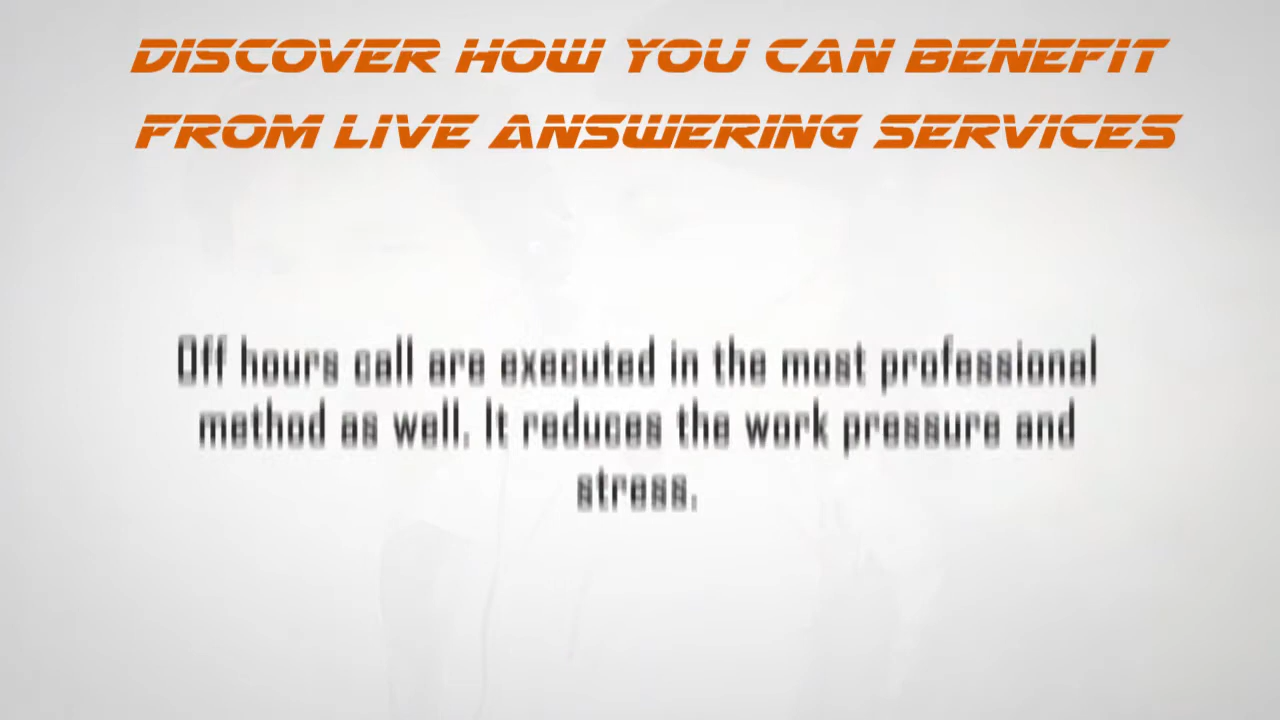 DISCOVER HOW YOU CAN BENEFIT
FROM LIVE ANSWERING SERVICES
Off hours call are executed in the most professional
method as well. It reduces the work pressure and
stress.